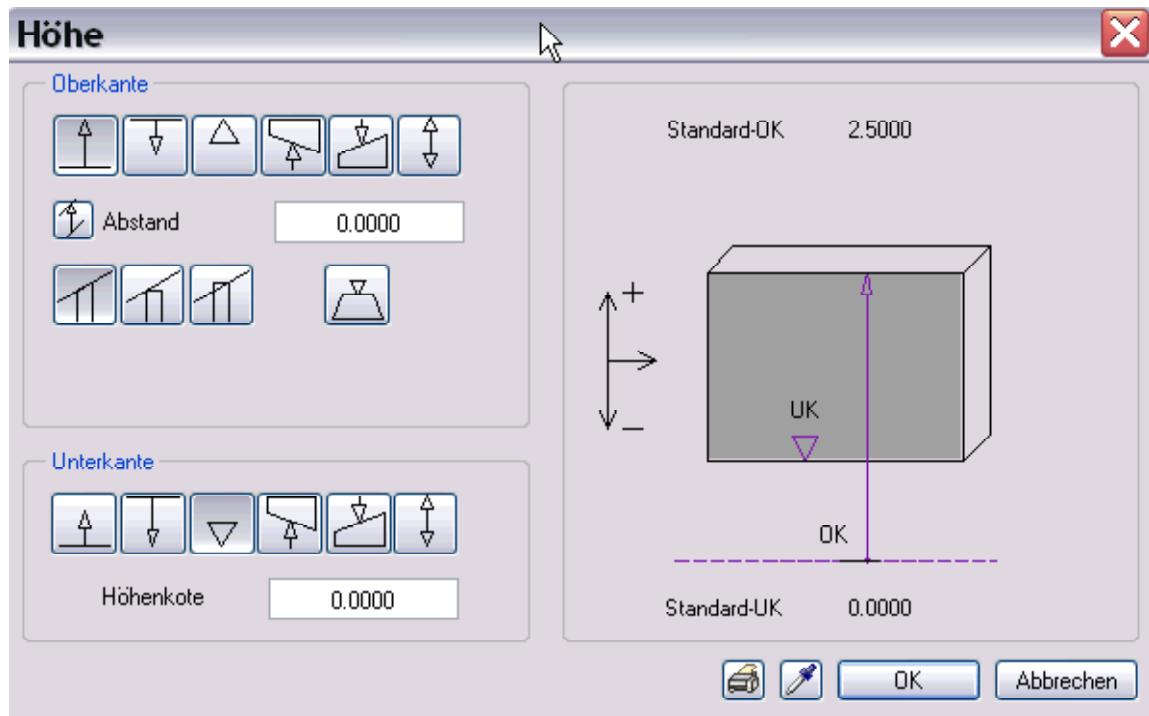 Höhe
Oberkante
Abstand 0.0000
Unterkante
Höhenkote 0.0000
Standard-OK 2.5000
+
UK
–
OK
Standard-UK 0.0000
OK Abbrechen